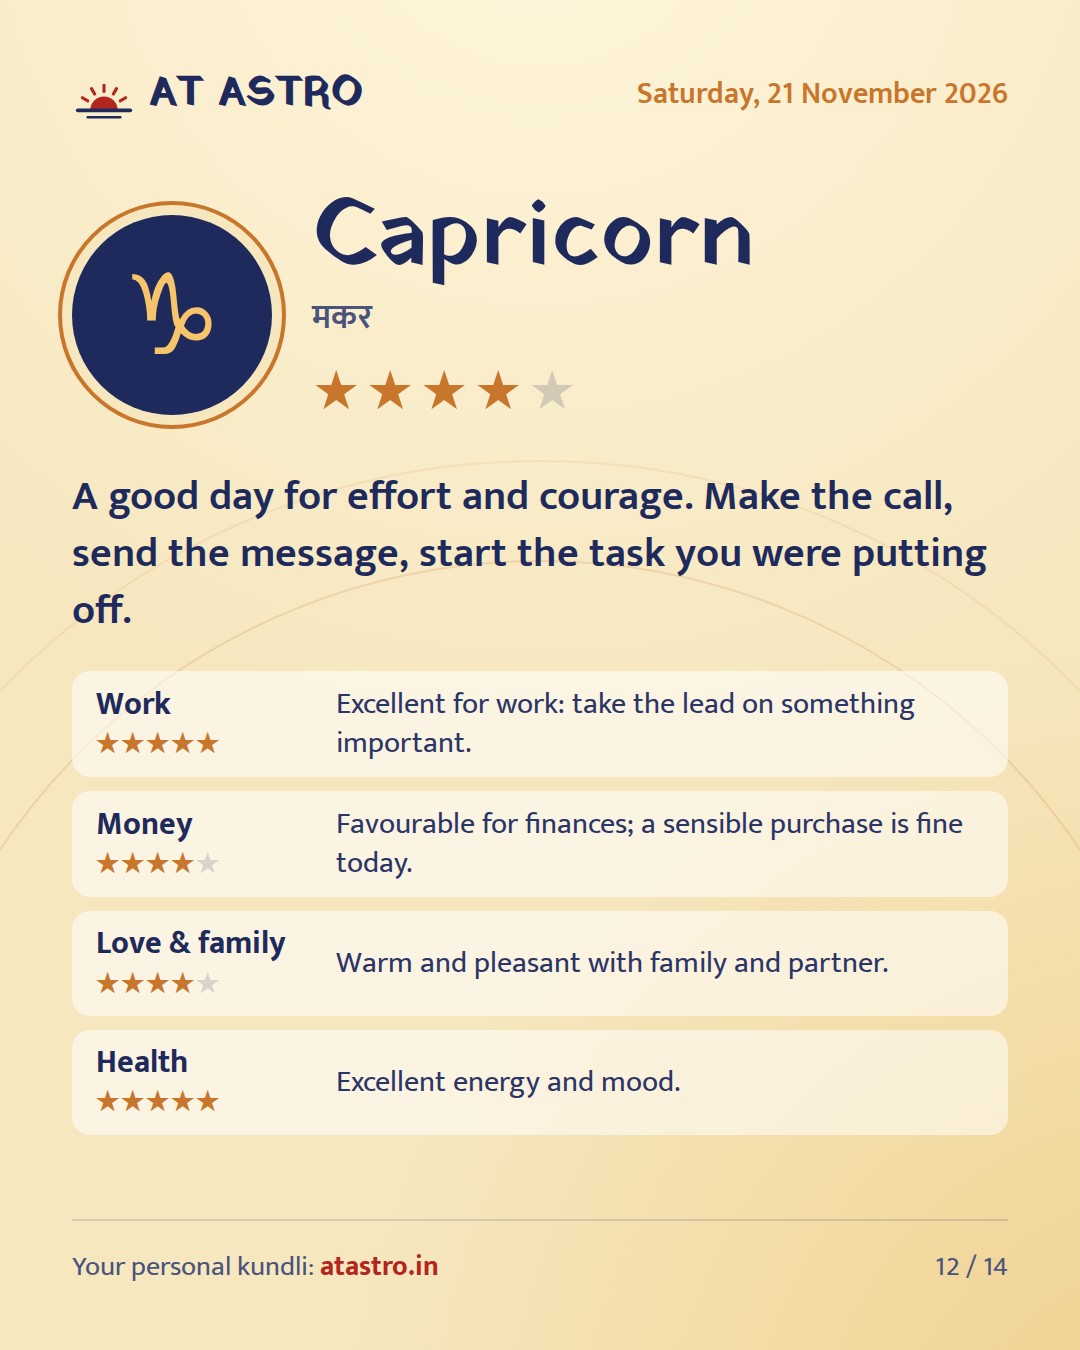 AT ASTRO
Saturday, 21 November 2026
Capricorn
मकर
A good day for effort and courage. Make the call,
send the message, start the task you were putting
off.
Work
Excellent for work: take the lead on something
important.
Money
Favourable for finances; a sensible purchase is fine
today.
Love & family
Warm and pleasant with family and partner.
Health
Excellent energy and mood.
Your personal kundli: atastro.in
12 / 14